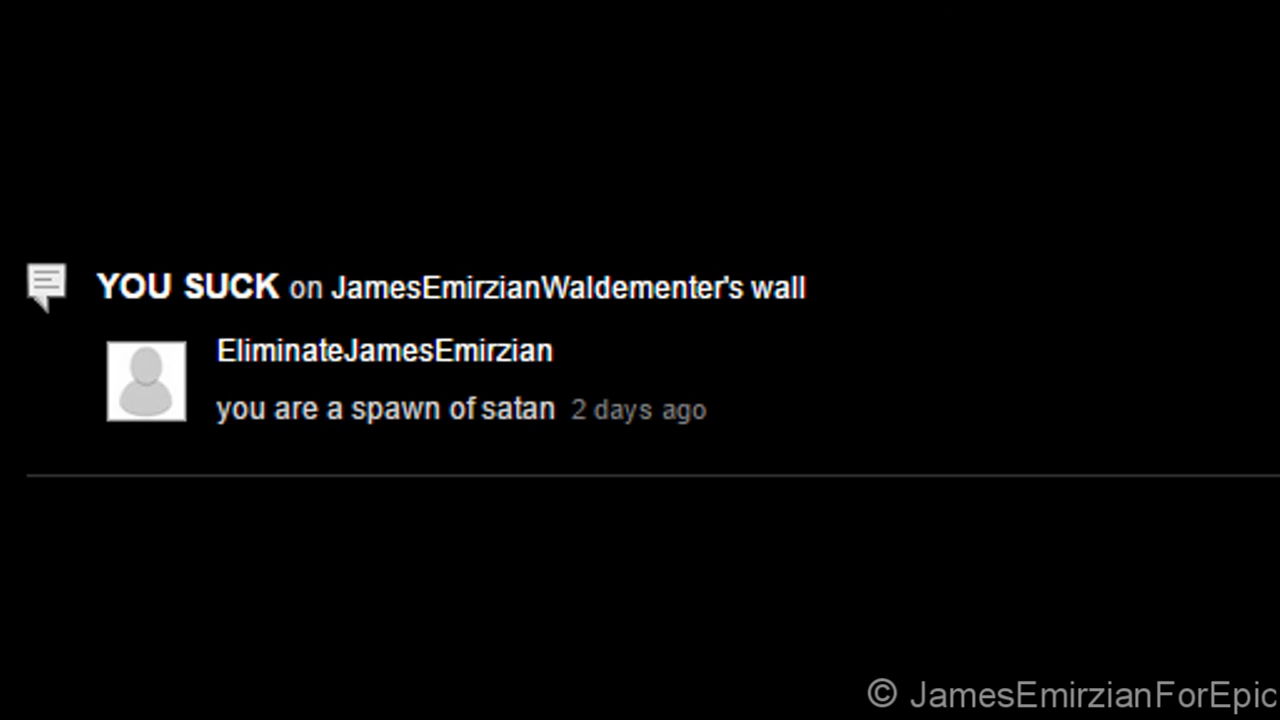 YOU SUCK on JamesEmirzianWaldementer's wall
EliminateJamesEmirzian
you are a spawn of satan 2 days ago
© JamesEmirzianForEpic